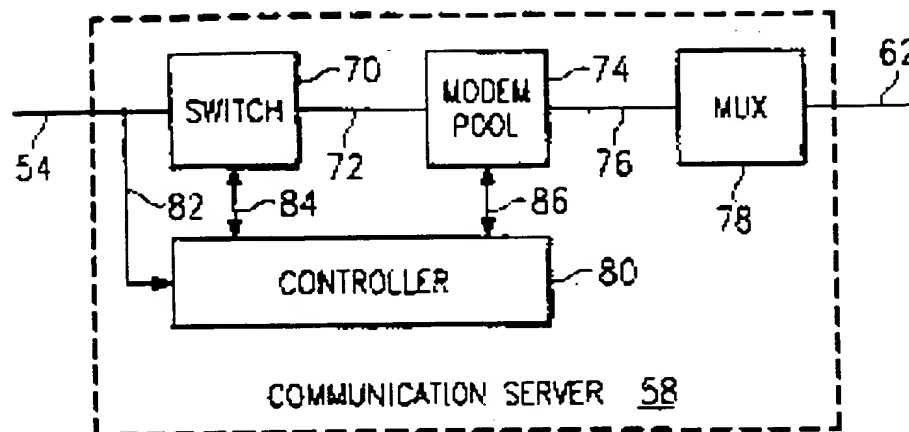 70
74
62
SWITCH
MODEM
POOL
MUX
54
72
76
82
84
86
78
CONTROLLER
80
COMMUNICATION SERVER 58